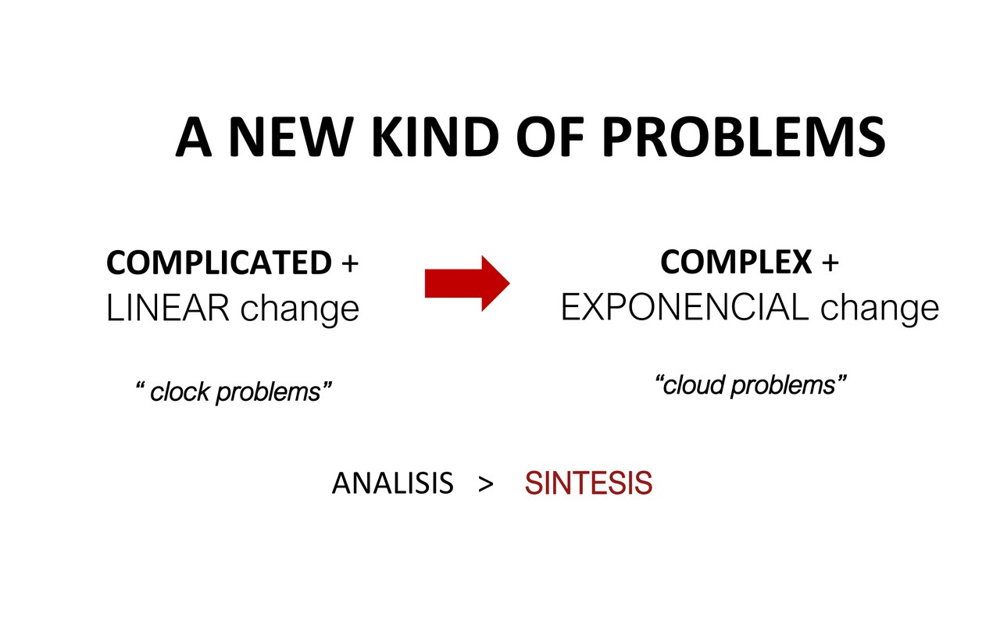 A NEW KIND OF PROBLEMS
COMPLICATED +
LINEAR change
COMPLEX +
EXPONENCIAL change
“ clock problems”
“cloud problems”
ANALISIS > SINTESIS